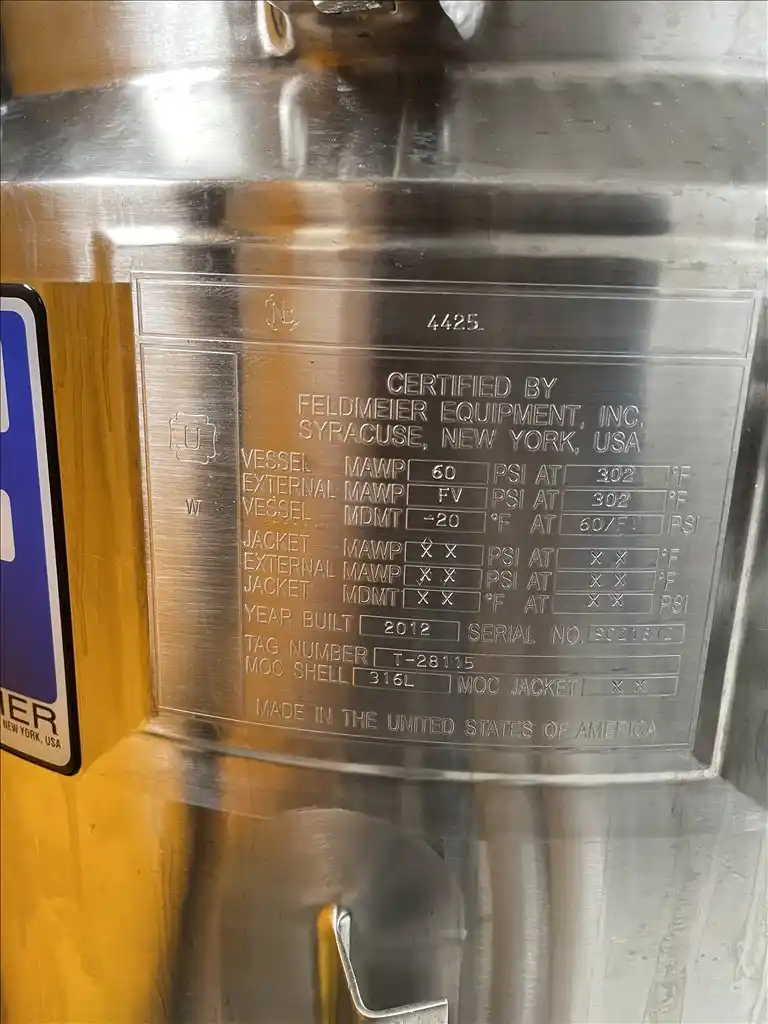 NB 4425
CERTIFIED BY
FELDMEIER EQUIPMENT, INC.
SYRACUSE, NEW YORK, USA
U
W
VESSEL MAWP 60 PSI AT 302 °F
EXTERNAL MAWP FV PSI AT 302 °F
VESSEL MDMT -20 °F AT 60/FV PSI
JACKET MAWP X X PSI AT X X °F
EXTERNAL MAWP X X PSI AT X X °F
JACKET MDMT X X °F AT X X PSI
YEAR BUILT 2012 SERIAL NO.
TAG NUMBER T-28115
MOC SHELL 316L MOC JACKET X X
MADE IN THE UNITED STATES OF AMERICA
IER
NEW YORK, USA